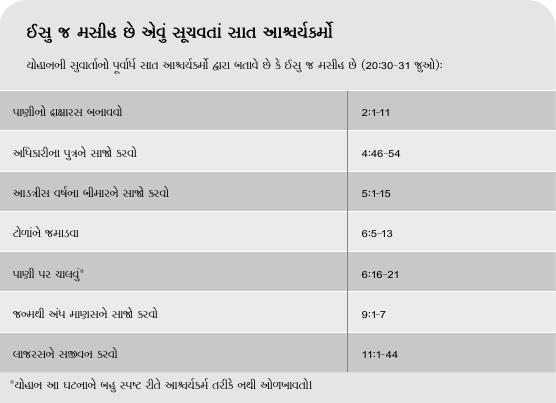 ઈસુ જ મસીહ છે એવું સૂચવતાં સાત આશ્ચર્યકર્મો
યોહાનની સુવાર્તાનો પૂર્વાર્ધ સાત આશ્ચર્યકર્મો દ્વારા બતાવે છે કે ઈસુ જ મસીહ છે (20:30-31 જુઓ):
પાણીનો દ્રાક્ષારસ બનાવવો 2:1-11
અધિકારીના પુત્રને સાજો કરવો 4:46-54
આડત્રીસ વર્ષના બીમારને સાજો કરવો 5:1-15
ટોળાંને જમાડવા 6:5-13
પાણી પર ચાલવું* 6:16-21
જન્મથી અંધ માણસને સાજો કરવો 9:1-7
લાજરસને સજીવન કરવો 11:1-44
*યોહાન આ ઘટનાને બહુ સ્પષ્ટ રીતે આશ્ચર્યકર્મ તરીકે નથી ઓળખાવતો।